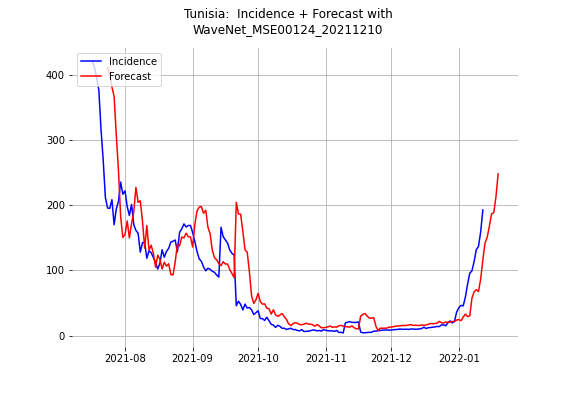 Tunisia:  Incidence + Forecast with
WaveNet_MSE00124_20211210
Incidence
Forecast
400
300
200
100
0
2021-08
2021-09
2021-10
2021-11
2021-12
2022-01